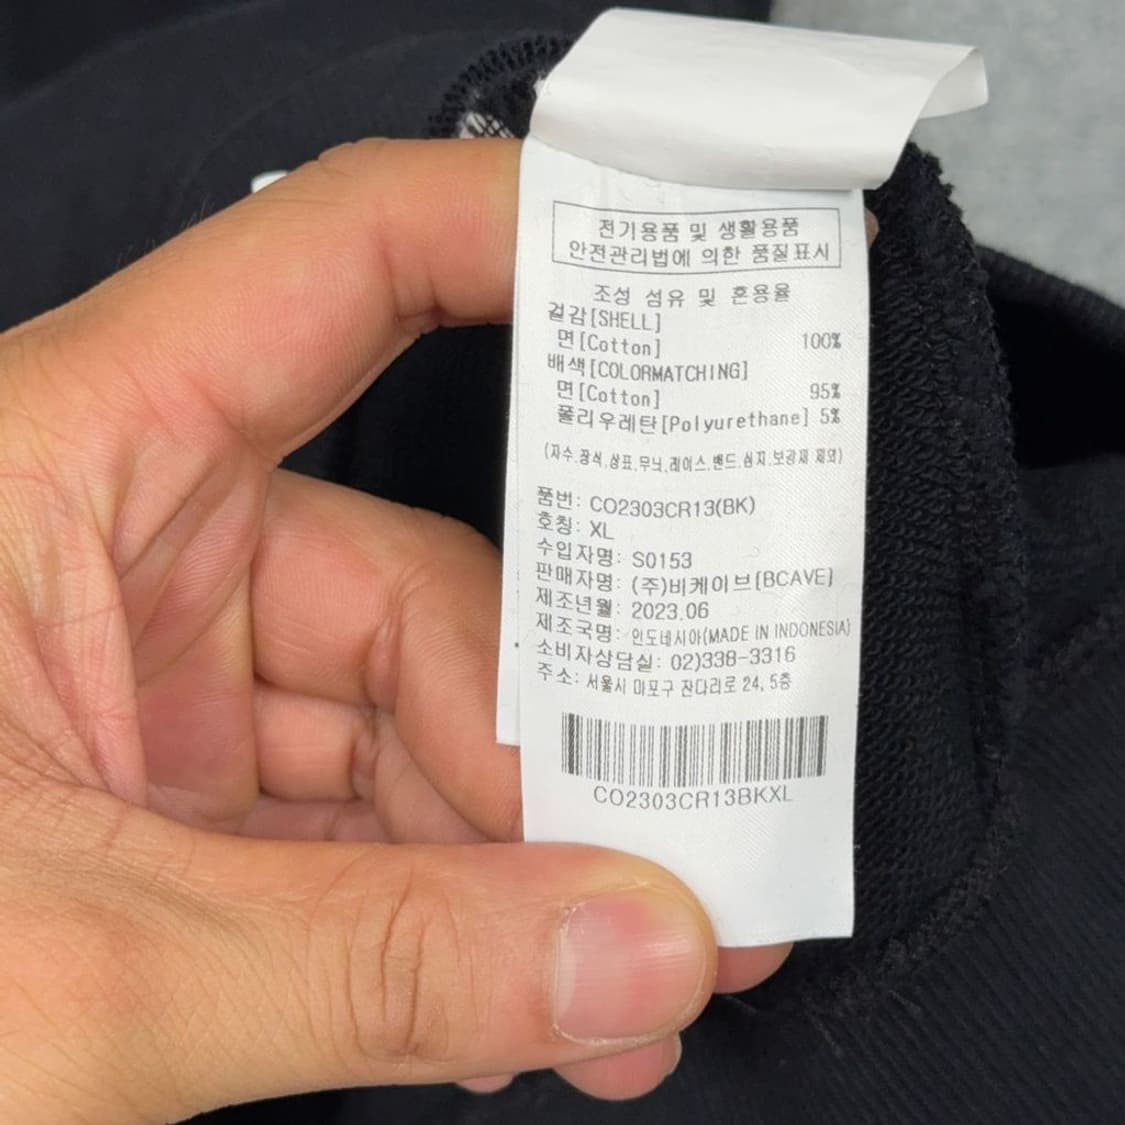 전기용품 및 생활용품
안전관리법에 의한 품질표시
조성 섬유 및 혼용율
겉감[SHELL]
면[Cotton] 100%
배색[COLORMATCHING]
면[Cotton] 95%
폴리우레탄[Polyurethane] 5%
(자수,장식,상표,무늬,레이스,밴드,심지,보강재 제외)
품번: CO2303CR13(BK)
호칭: XL
수입자명: S0153
판매자명: (주)비케이브[BCAVE]
제조년월: 2023.06
제조국명: 인도네시아(MADE IN INDONESIA)
소비자상담실: 02)338-3316
주소: 서울시 마포구 잔다리로 24, 5층
CO2303CR13BKXL